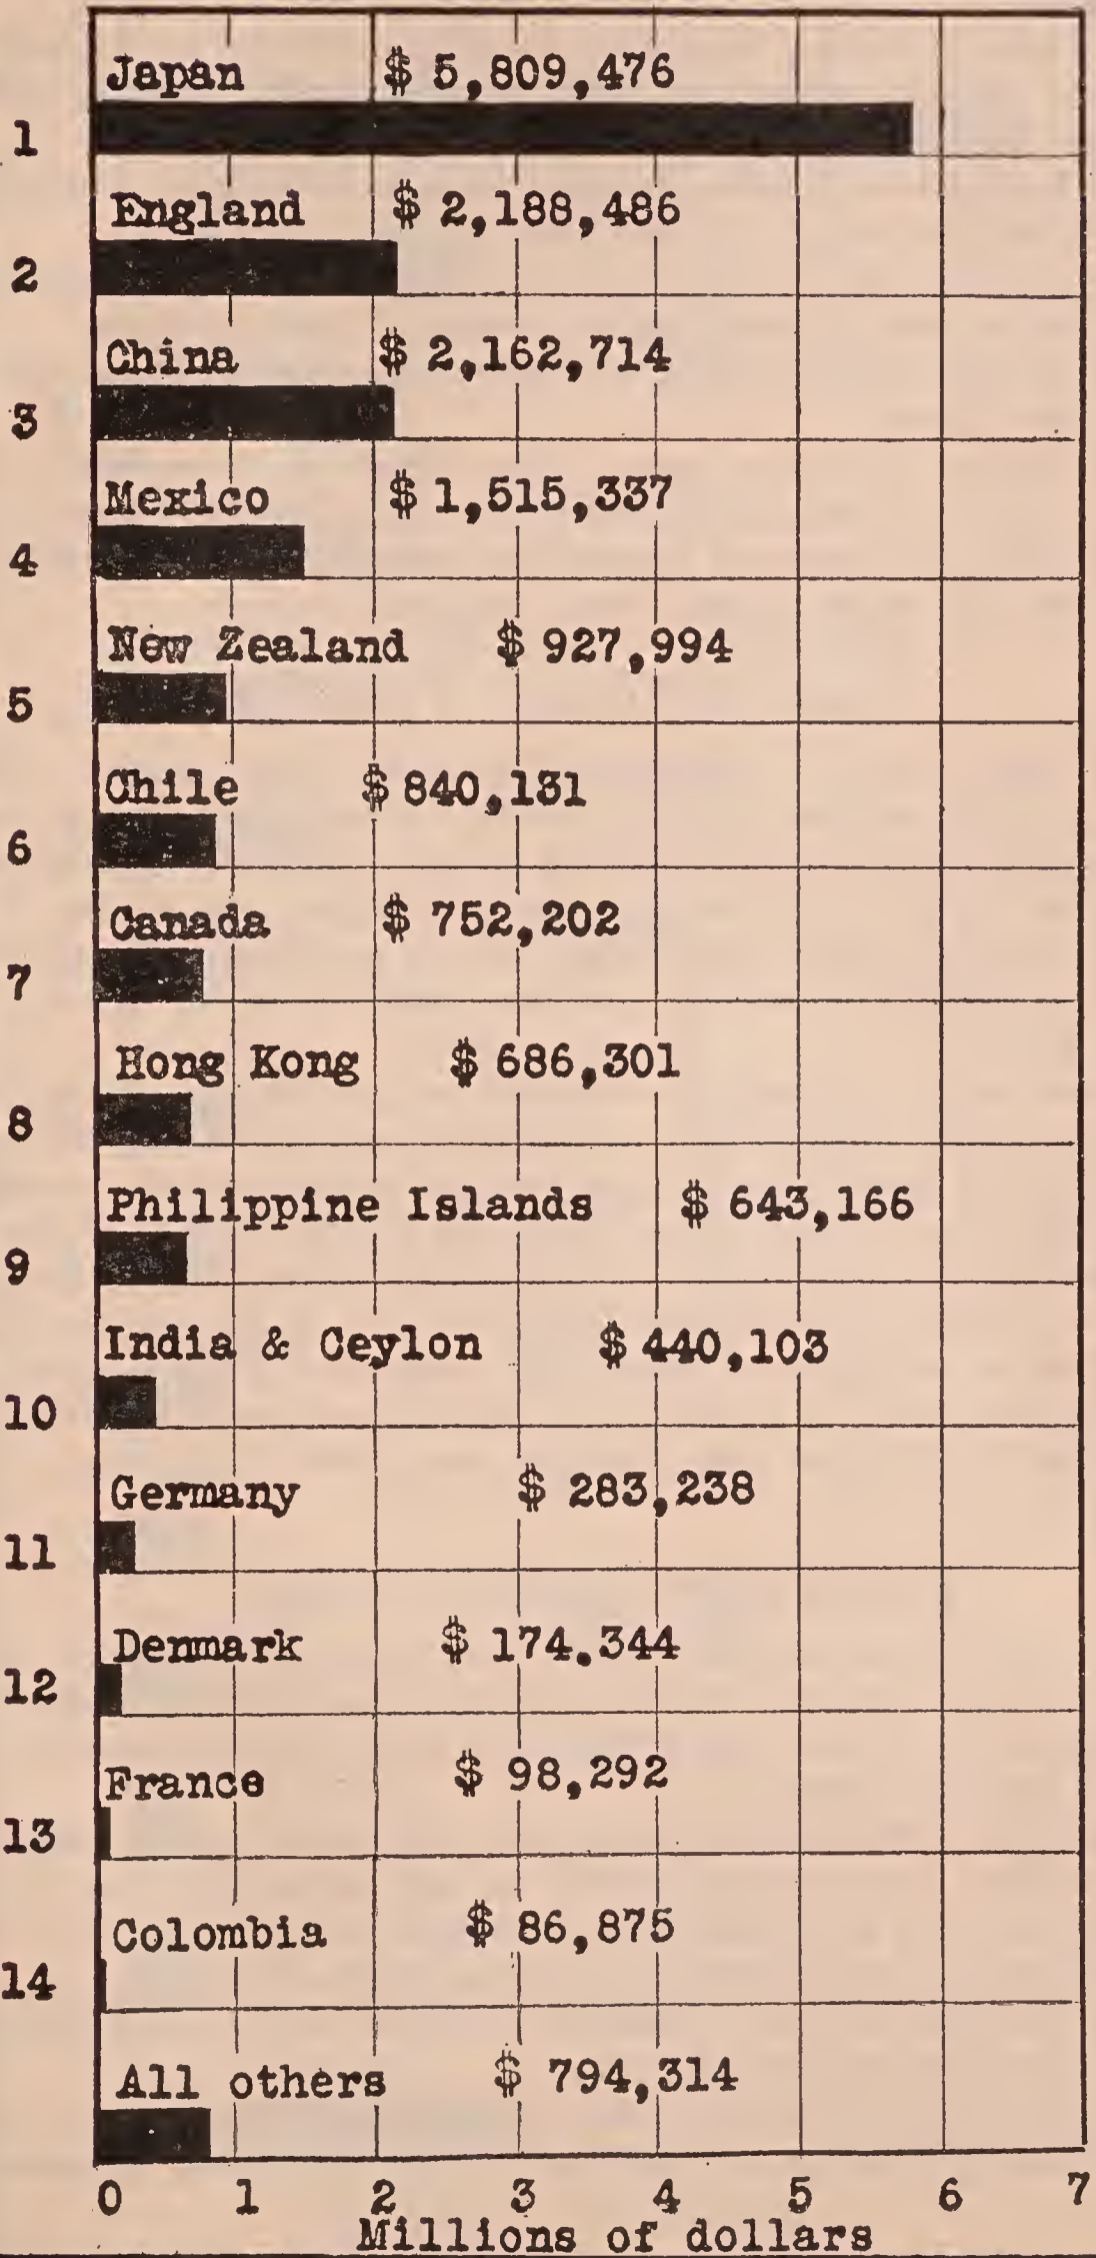 Japan $ 5,809,476
1
England $ 2,188,486
2
China $ 2,162,714
3
Mexico $ 1,515,337
4
New Zealand $ 927,994
5
Chile $ 840,131
6
Canada $ 752,202
7
Hong Kong $ 686,301
8
Philippine Islands $ 643,166
9
India & Ceylon $ 440,103
10
Germany $ 283,238
11
Denmark $ 174.344
12
France $ 98,292
13
Colombia $ 86,875
14
All others $ 794,314
0 1 2 3 4 5 6 7
Millions of dollars